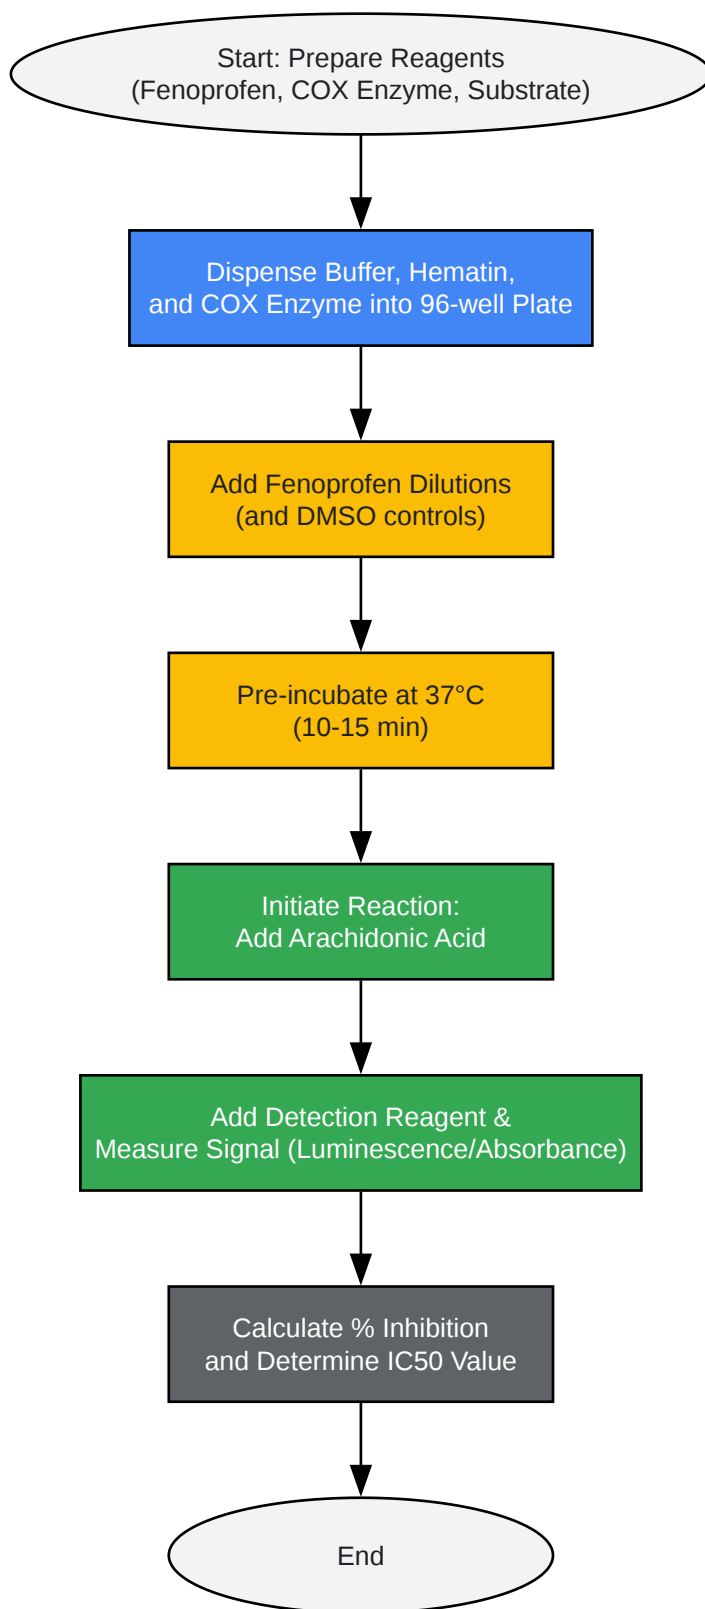 Start: Prepare Reagents
(Fenoprofen, COX Enzyme, Substrate)
Dispense Buffer, Hematin,
and COX Enzyme into 96-well Plate
Add Fenoprofen Dilutions
(and DMSO controls)
Pre-incubate at 37°C
(10-15 min)
Initiate Reaction:
Add Arachidonic Acid
Add Detection Reagent &
Measure Signal (Luminescence/Absorbance)
Calculate % Inhibition
and Determine IC50 Value
End